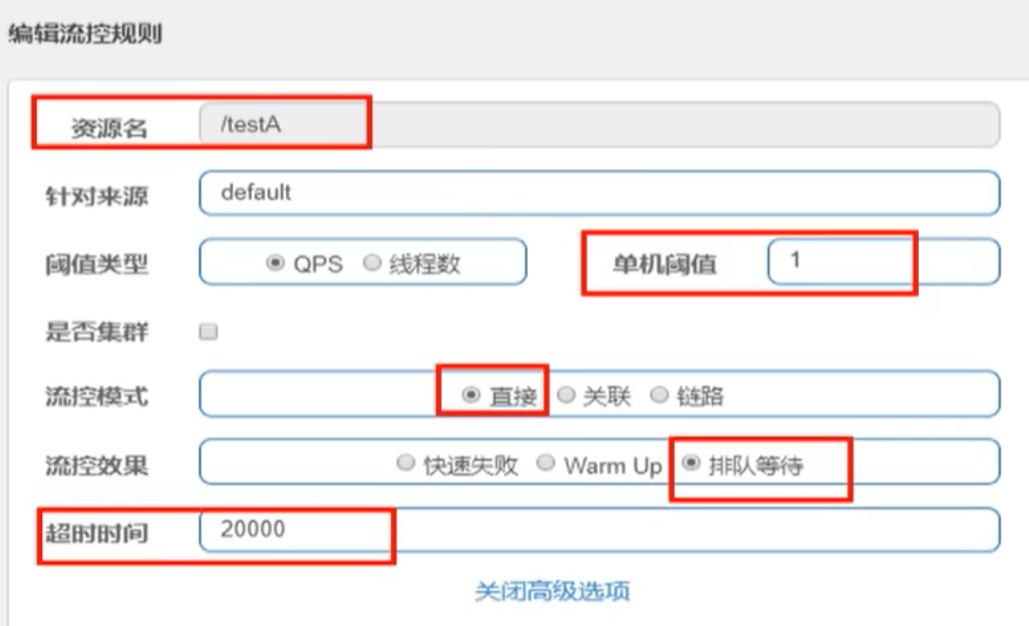 编辑流控规则
资源名 /testA
针对来源 default
阈值类型 QPS 线程数 单机阈值 1
是否集群
流控模式 直接 关联 链路
流控效果 快速失败 Warm Up 排队等待
超时时间 20000
关闭高级选项